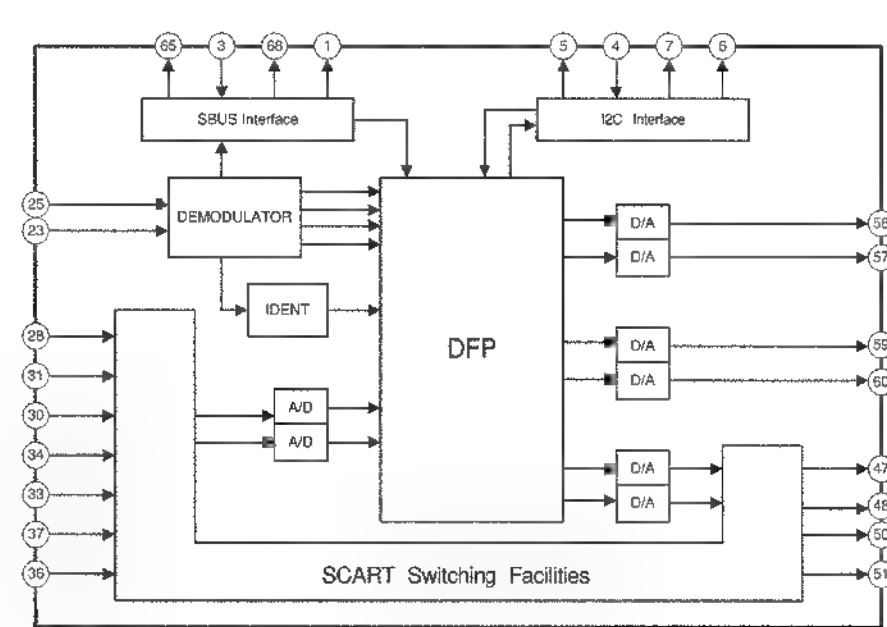 65 3 66 1 5 4 7 6
SBUS Interface
I2C Interface
25
23
DEMODULATOR
IDENT
DFP
D/A
D/A
56
57
28
31
30
34
33
37
36
A/D
A/D
D/A
D/A
59
60
D/A
D/A
47
48
50
51
SCART Switching Facilities